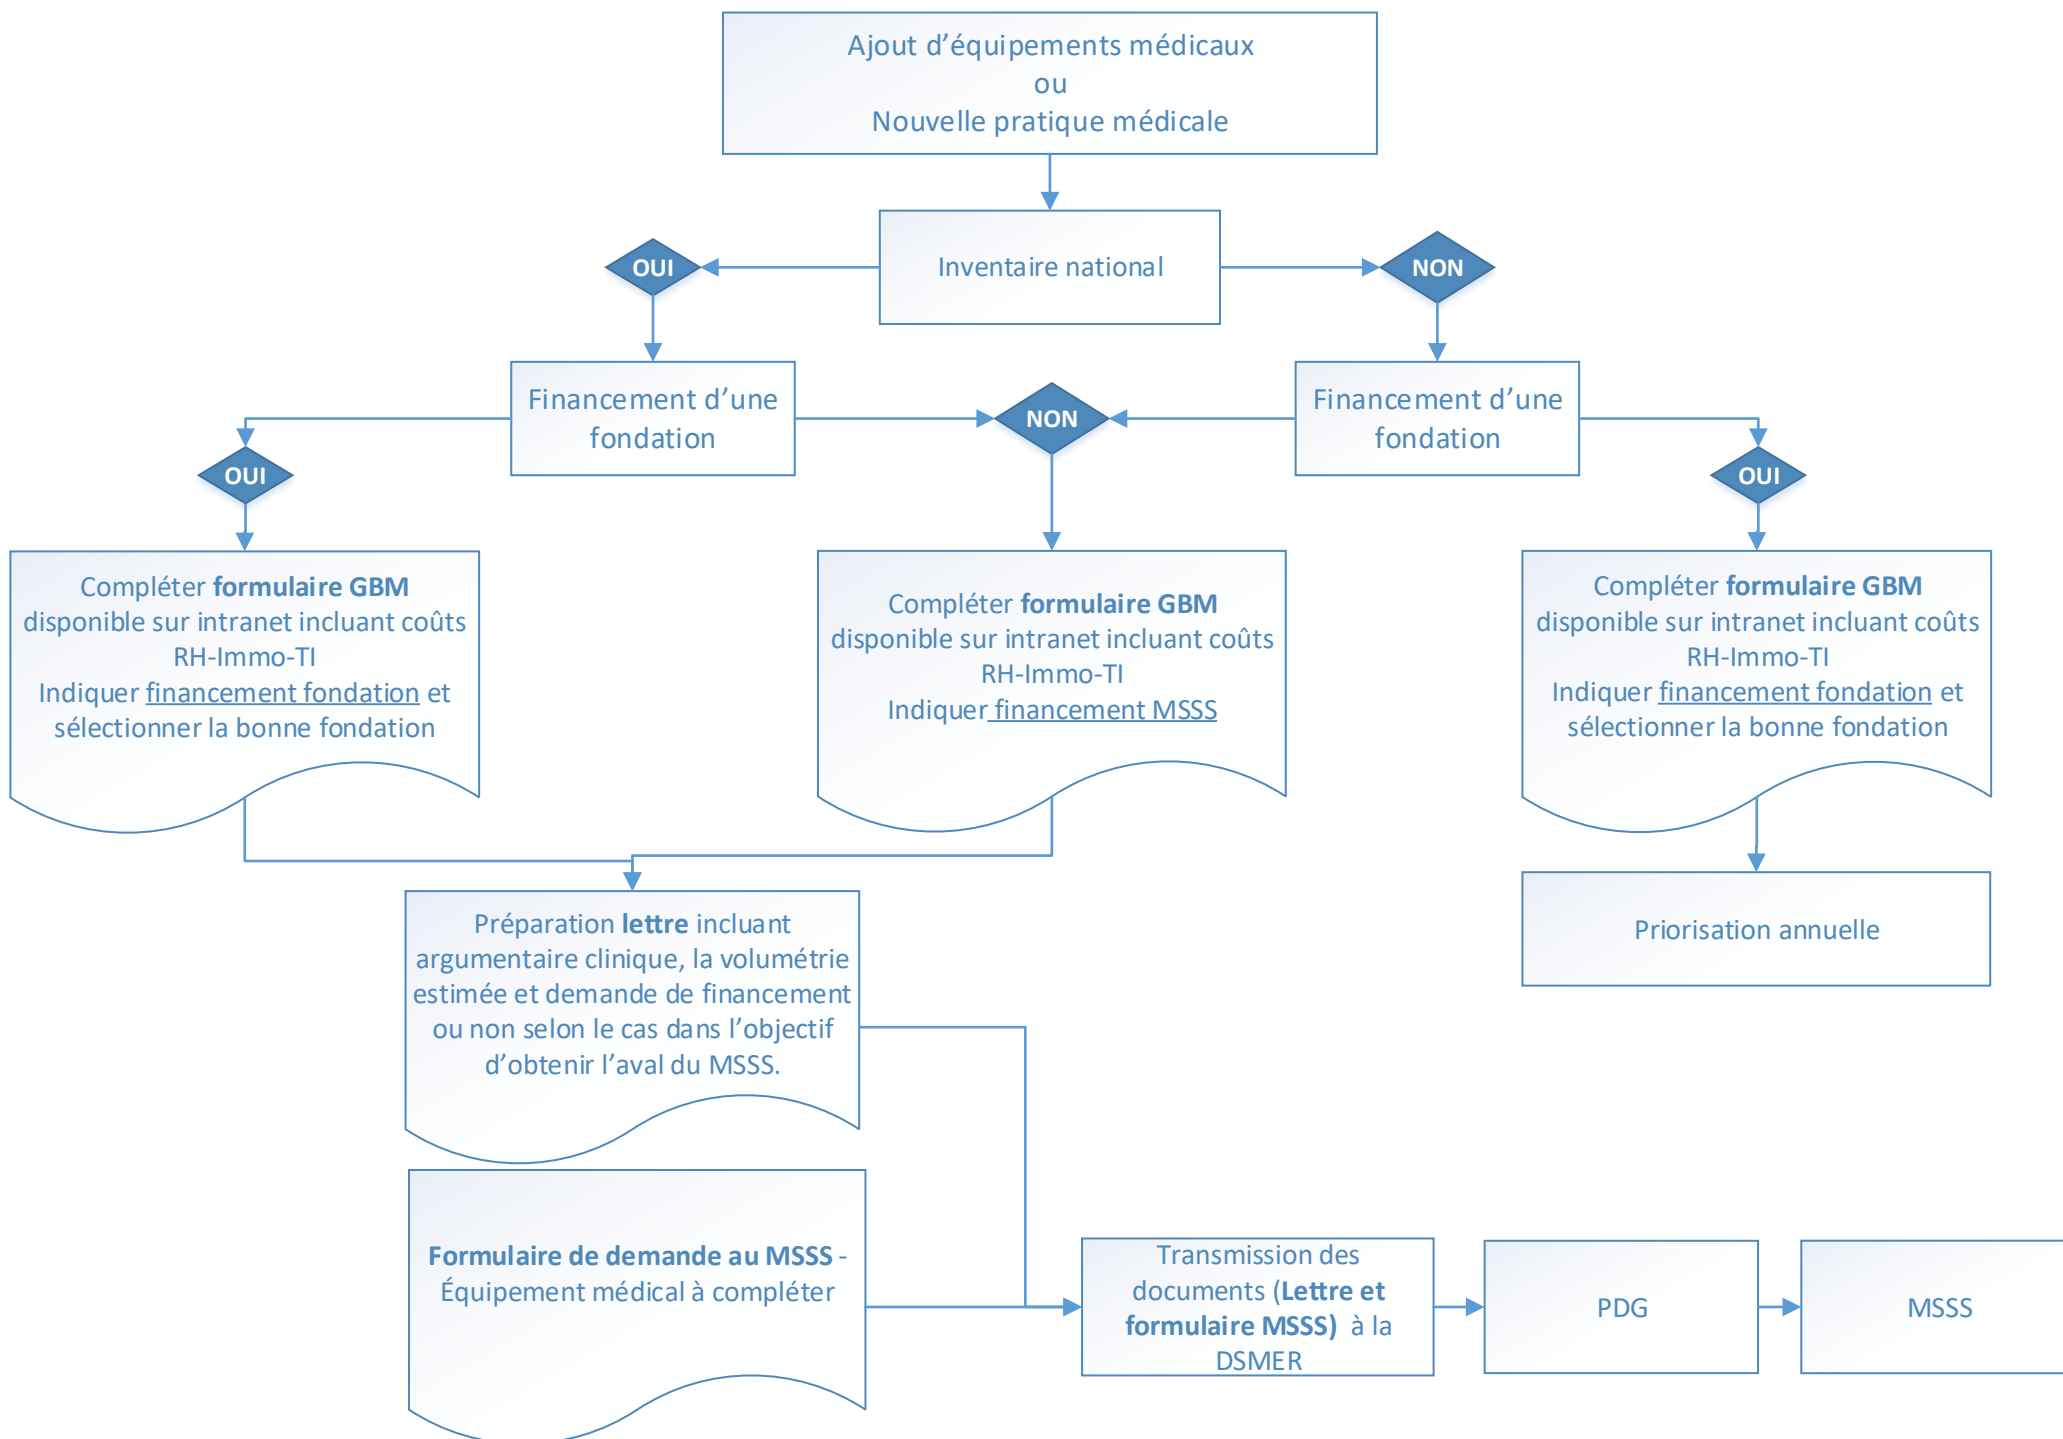 Ajout d’équipements médicaux
ou
Nouvelle pratique médicale
OUI
Inventaire national
NON
Financement d’une
fondation
NON
Financement d’une
fondation
OUI
OUI
Compléter formulaire GBM
disponible sur intranet incluant coûts
RH-Immo-TI
Indiquer financement fondation et
sélectionner la bonne fondation
Compléter formulaire GBM
disponible sur intranet incluant coûts
RH-Immo-TI
Indiquer financement MSSS
Compléter formulaire GBM
disponible sur intranet incluant coûts
RH-Immo-TI
Indiquer financement fondation et
sélectionner la bonne fondation
Préparation lettre incluant
argumentaire clinique, la volumétrie
estimée et demande de financement
ou non selon le cas dans l’objectif
d’obtenir l’aval du MSSS.
Priorisation annuelle
Formulaire de demande au MSSS -
Équipement médical à compléter
Transmission des
documents (Lettre et
formulaire MSSS) à la
DSMER
PDG
MSSS